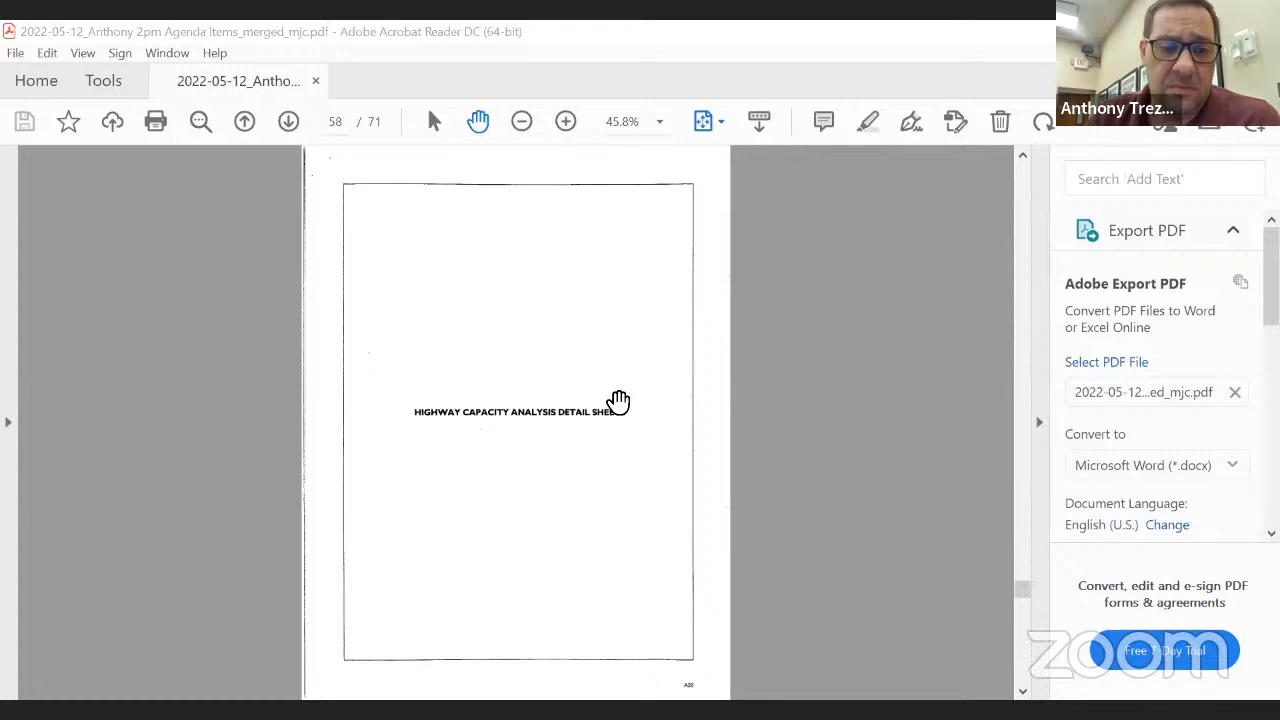 2022-05-12_Anthony 2pm Agenda Items_merged_mjc.pdf - Adobe Acrobat Reader DC (64-bit)
File Edit View Sign Window Help
Home Tools 2022-05-12_Antho... ×
58 / 71 45.8%
Anthony Trez...
HIGHWAY CAPACITY ANALYSIS DETAIL
A20
Search 'Add Text'
Export PDF
Adobe Export PDF
Convert PDF Files to Word
or Excel Online
Select PDF File
2022-05-12...ed_mjc.pdf
Convert to
Microsoft Word (*.docx)
Document Language:
English (U.S.) Change
Convert, edit and e-sign PDF
forms & agreements
Free 7-Day Trial
zoom